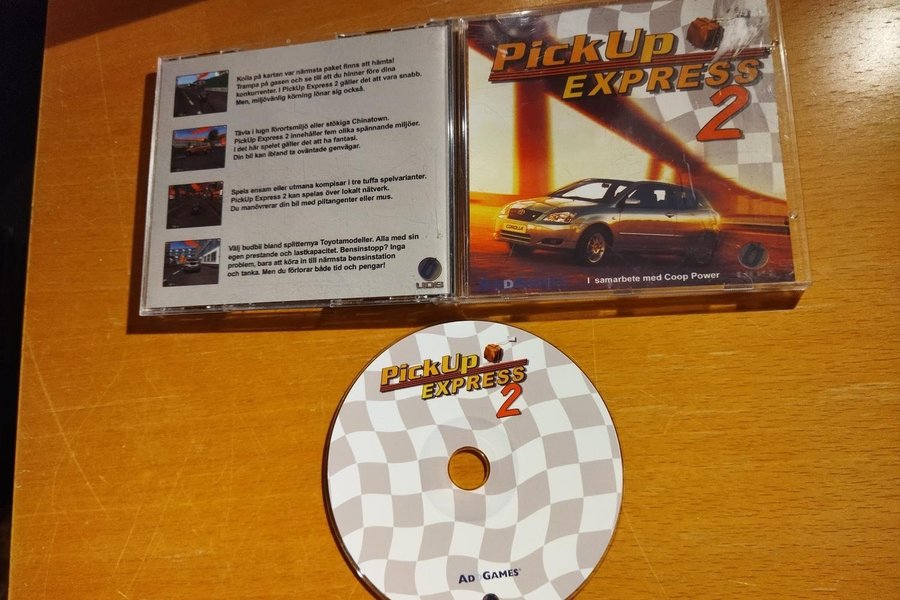 Kolla på kartan var närmsta paket finns att hämta!
Trampa på gasen och se till att du hinner före dina
konkurrenter. I PickUp Express 2 gäller det att vara snabb.
Men, miljövänlig körning lönar sig också.
Tävla i lugn förortsmiljö eller stökiga Chinatown.
PickUp Express 2 innehåller fem olika spännande miljöer.
I det här spelet gäller det att ha fantasi.
Din bil kan ibland ta oväntade genvägar.
Spela ensam eller utmana kompisar i tre tuffa spelvarianter.
PickUp Express 2 kan spelas över lokalt nätverk.
Du manövrerar din bil med piltangenter eller mus.
Välj budbil bland splitternya Toyotamodeller. Alla med sin
egen prestande och lastkapacitet. Bensinstopp? Inga
problem, bara att köra in till närmsta bensinstation
och tanka. Men du förlorar både tid och pengar!
UDS
PickUp
EXPRESS
2
COROLLA
I samarbete med Coop Power
PickUp
EXPRESS
2
AD GAMES